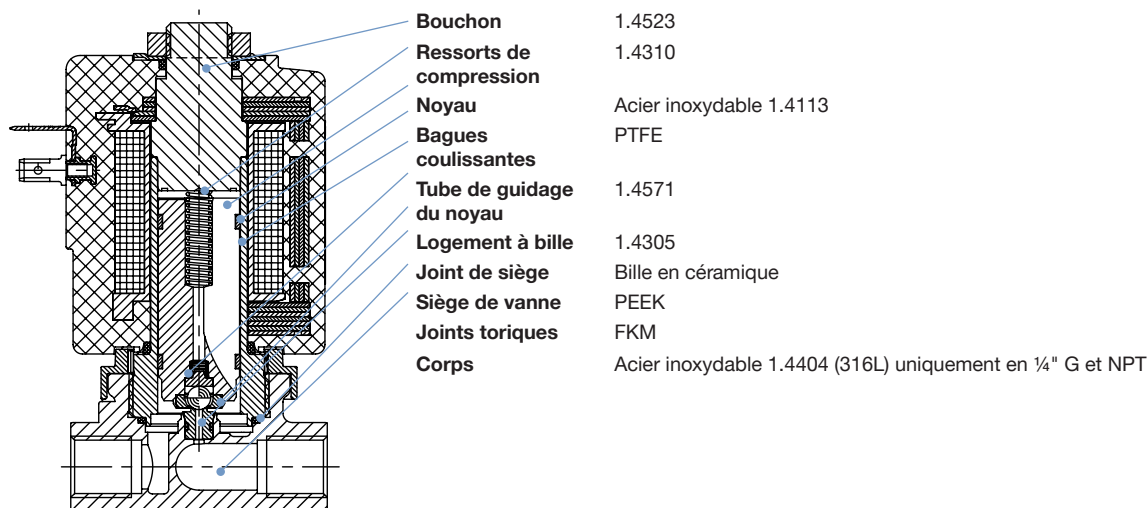 Bouchon 1.4523
Ressorts de 1.4310
compression
Noyau Acier inoxydable 1.4113
Bagues PTFE
coulissantes
Tube de guidage 1.4571
du noyau
Logement à bille 1.4305
Joint de siège Bille en céramique
Siège de vanne PEEK
Joints toriques FKM
Corps Acier inoxydable 1.4404 (316L) uniquement en ¼" G et NPT